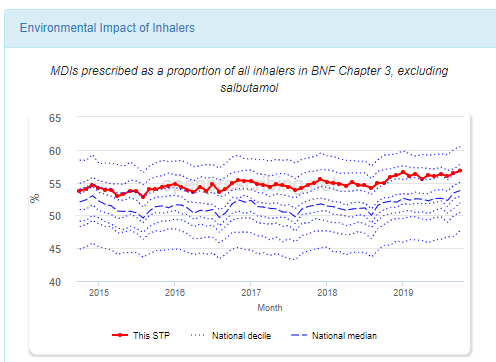 Environmental Impact of Inhalers
MDIs prescribed as a proportion of all inhalers in BNF Chapter 3, excluding
salbutamol
65
60
55
50
45
40
%
2015 2016 2017 2018 2019
Month
This STP National decile National median